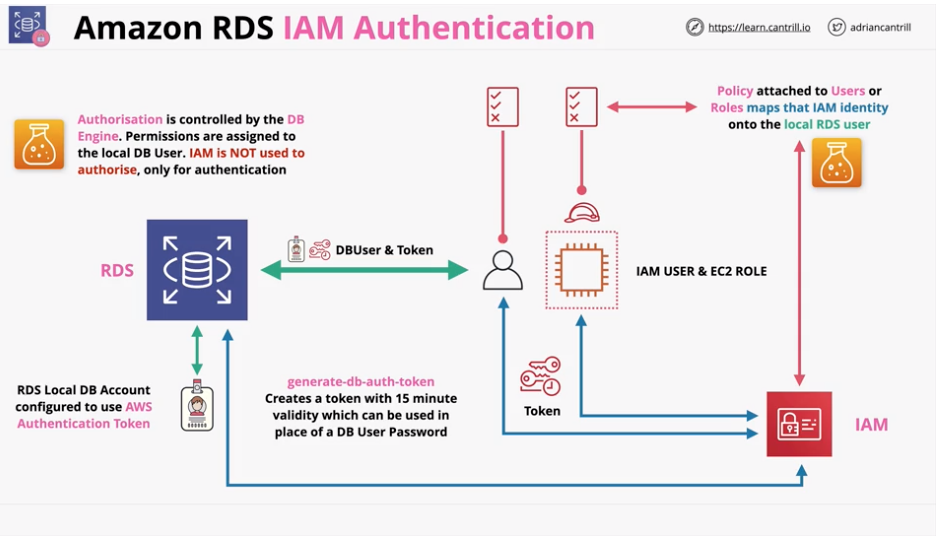 Amazon RDS IAM Authentication
https://learn.cantrill.io
adriancantrill
Authorisation is controlled by the DB
Engine. Permissions are assigned to
the local DB User. IAM is NOT used to
authorise, only for authentication
Policy attached to Users or
Roles maps that IAM identity
onto the local RDS user
RDS
DBUser & Token
IAM USER & EC2 ROLE
RDS Local DB Account
configured to use AWS
Authentication Token
generate-db-auth-token
Creates a token with 15 minute
validity which can be used in
place of a DB User Password
Token
IAM